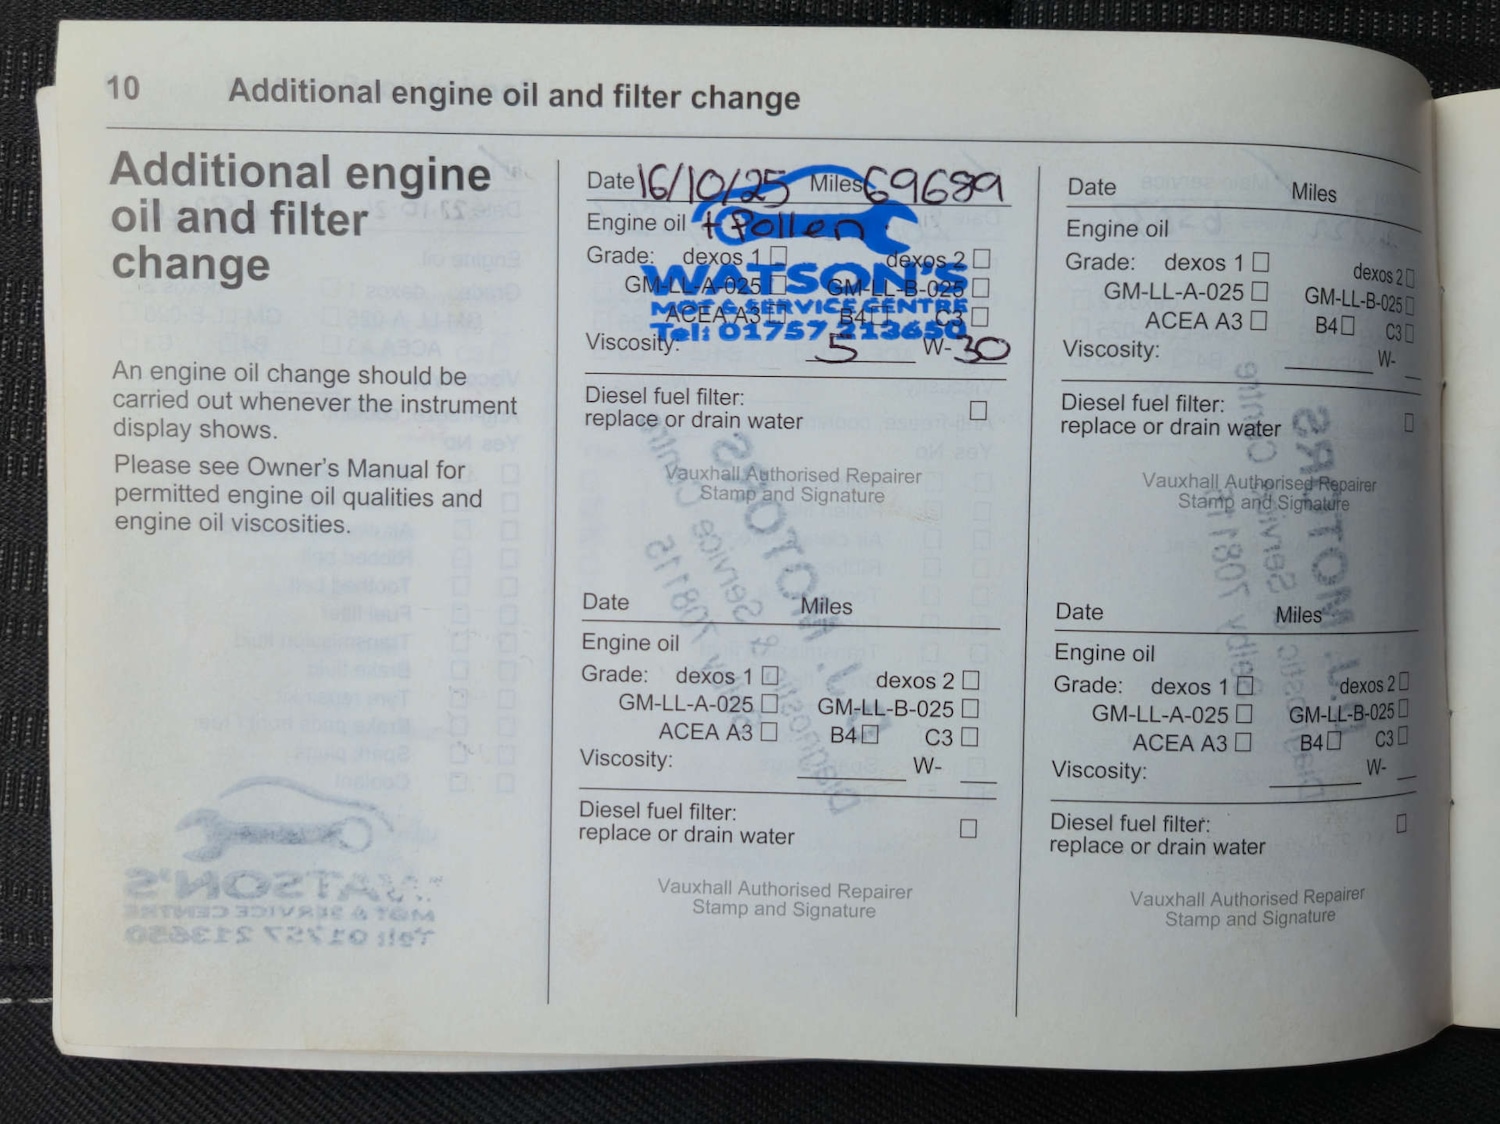 10 Additional engine oil and filter change
Additional engine
oil and filter
change
An engine oil change should be
carried out whenever the instrument
display shows.
Please see Owner's Manual for
permitted engine oil qualities and
engine oil viscosities.
Date 16/10/25 Miles 69689
Engine oil + Pollen
Grade: dexos 1 dexos 2
WATSON'S
GM-LL-A-025 GM-LL-B-025
MOT & SERVICE CENTRE
ACEA A3 B4 C3
Tel: 01757 213650
Viscosity: 5 W-30
Diesel fuel filter:
replace or drain water
Vauxhall Authorised Repairer
Stamp and Signature
Date Miles
Engine oil
Grade: dexos 1 dexos 2
GM-LL-A-025 GM-LL-B-025
ACEA A3 B4 C3
Viscosity: W-
Diesel fuel filter:
replace or drain water
Vauxhall Authorised Repairer
Stamp and Signature
Date Miles
Engine oil
Grade: dexos 1 dexos 2
GM-LL-A-025 GM-LL-B-025
ACEA A3 B4 C3
Viscosity: W-
Diesel fuel filter:
replace or drain water
Vauxhall Authorised Repairer
Stamp and Signature
Date Miles
Engine oil
Grade: dexos 1 dexos 2
GM-LL-A-025 GM-LL-B-025
ACEA A3 B4 C3
Viscosity: W-
Diesel fuel filter:
replace or drain water
Vauxhall Authorised Repairer
Stamp and Signature